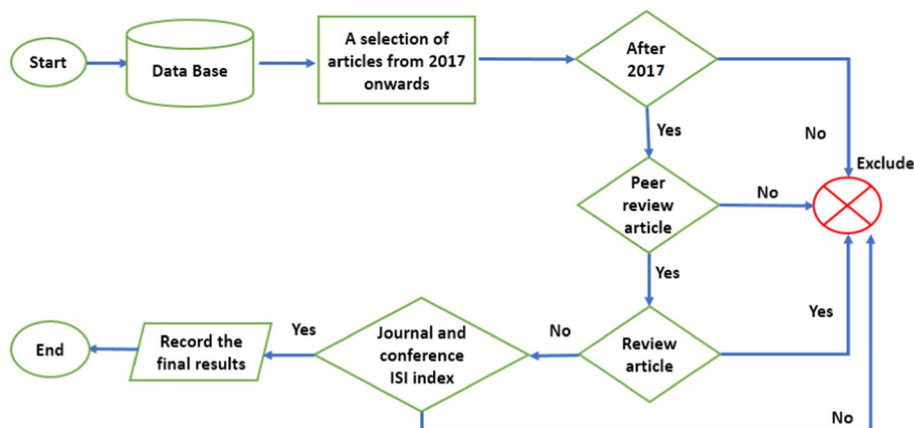 Start
Data Base
A selection of
articles from 2017
onwards
After
2017
Yes
No
Exclude
Peer
review
article
No
Yes
Review
article
Yes
No
Journal and
conference
ISI index
Yes
No
Record the
final results
End